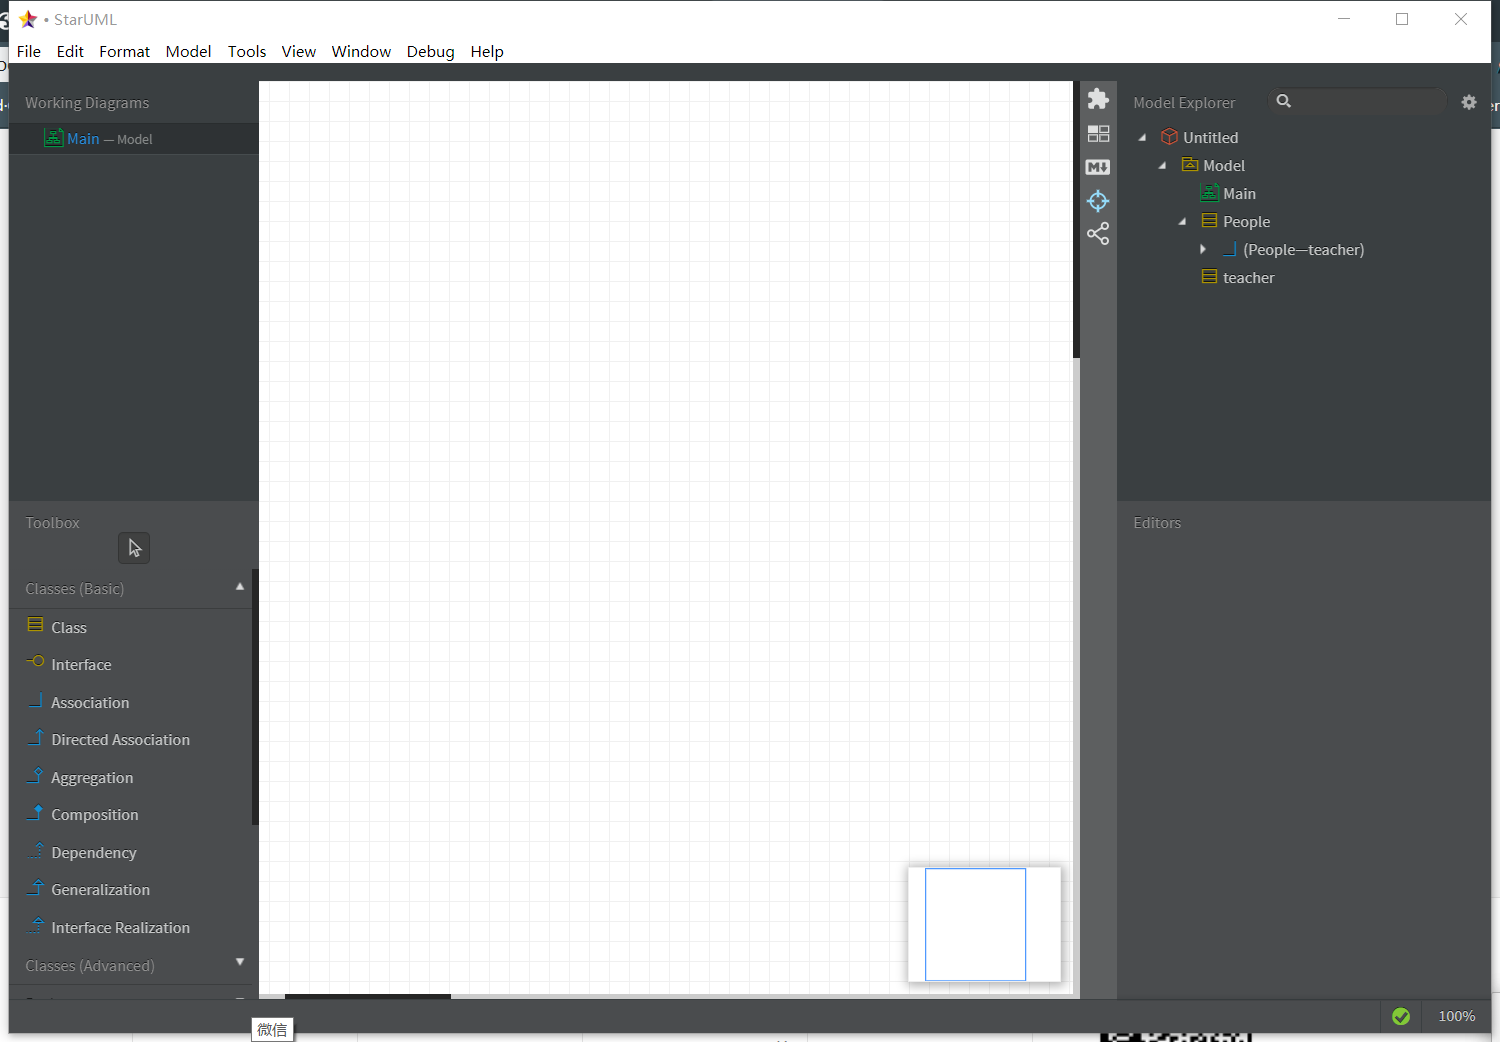 • StarUML
File Edit Format Model Tools View Window Debug Help
Working Diagrams
Main — Model
Model Explorer
Untitled
Model
Main
People
(People—teacher)
teacher
Toolbox
Classes (Basic)
Class
Interface
Association
Directed Association
Aggregation
Composition
Dependency
Generalization
Interface Realization
Classes (Advanced)
Editors
100%
微信